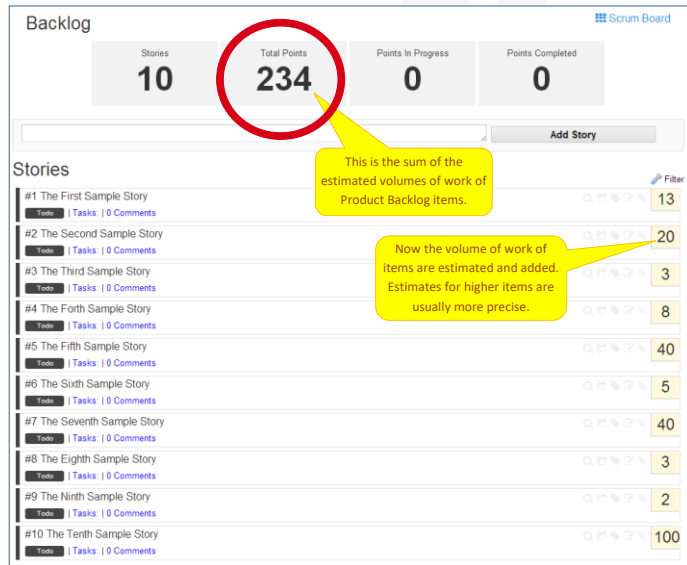 Backlog
Scrum Board
Stories Total Points Points In Progress Points Completed
10 234 0 0
Add Story
This is the sum of the
estimated volumes of work of
Product Backlog items.
Stories
Filter
#1 The First Sample Story 13
Todo | Tasks: | 0 Comments
#2 The Second Sample Story 20
Todo | Tasks: | 0 Comments
Now the volume of work of
items are estimated and added.
Estimates for higher items are
usually more precise.
#3 The Third Sample Story 3
Todo | Tasks: | 0 Comments
#4 The Forth Sample Story 8
Todo | Tasks: | 0 Comments
#5 The Fifth Sample Story 40
Todo | Tasks: | 0 Comments
#6 The Sixth Sample Story 5
Todo | Tasks: | 0 Comments
#7 The Seventh Sample Story 40
Todo | Tasks: | 0 Comments
#8 The Eighth Sample Story 3
Todo | Tasks: | 0 Comments
#9 The Ninth Sample Story 2
Todo | Tasks: | 0 Comments
#10 The Tenth Sample Story 100
Todo | Tasks: | 0 Comments